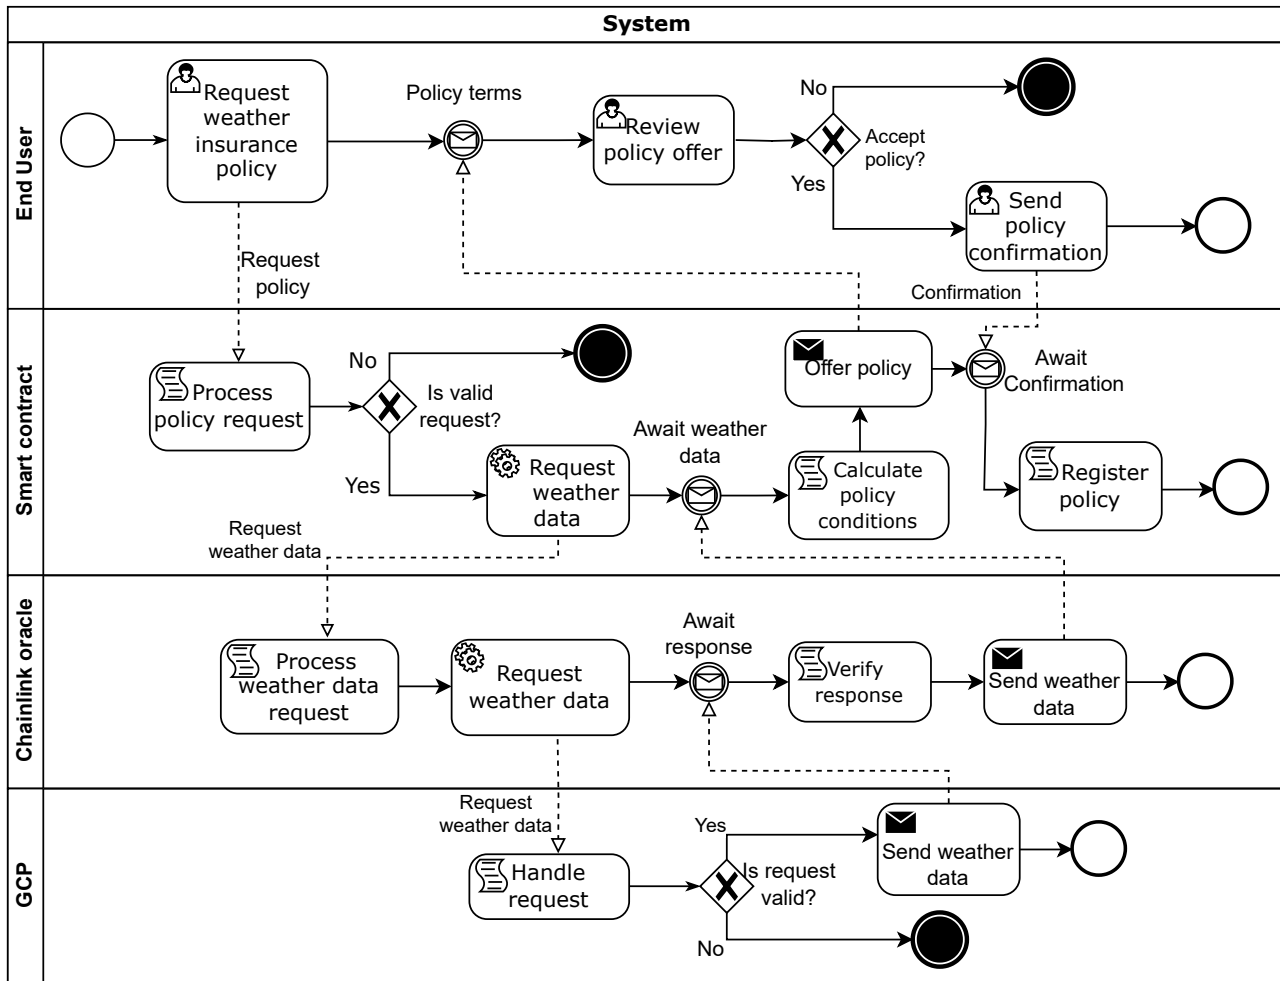 System
End User
Request
weather
insurance
policy
Policy terms
Review
policy offer
No
Accept
policy?
Yes
Send
policy
confirmation
Request
policy
Confirmation
Smart contract
Process
policy request
No
Is valid
request?
Yes
Request
weather
data
Await weather
data
Offer policy
Calculate
policy
conditions
Await
Confirmation
Register
policy
Request
weather data
Chainlink oracle
Process
weather data
request
Request
weather data
Await
response
Verify
response
Send weather
data
Request
weather data
GCP
Handle
request
Yes
Is request
valid?
No
Send weather
data